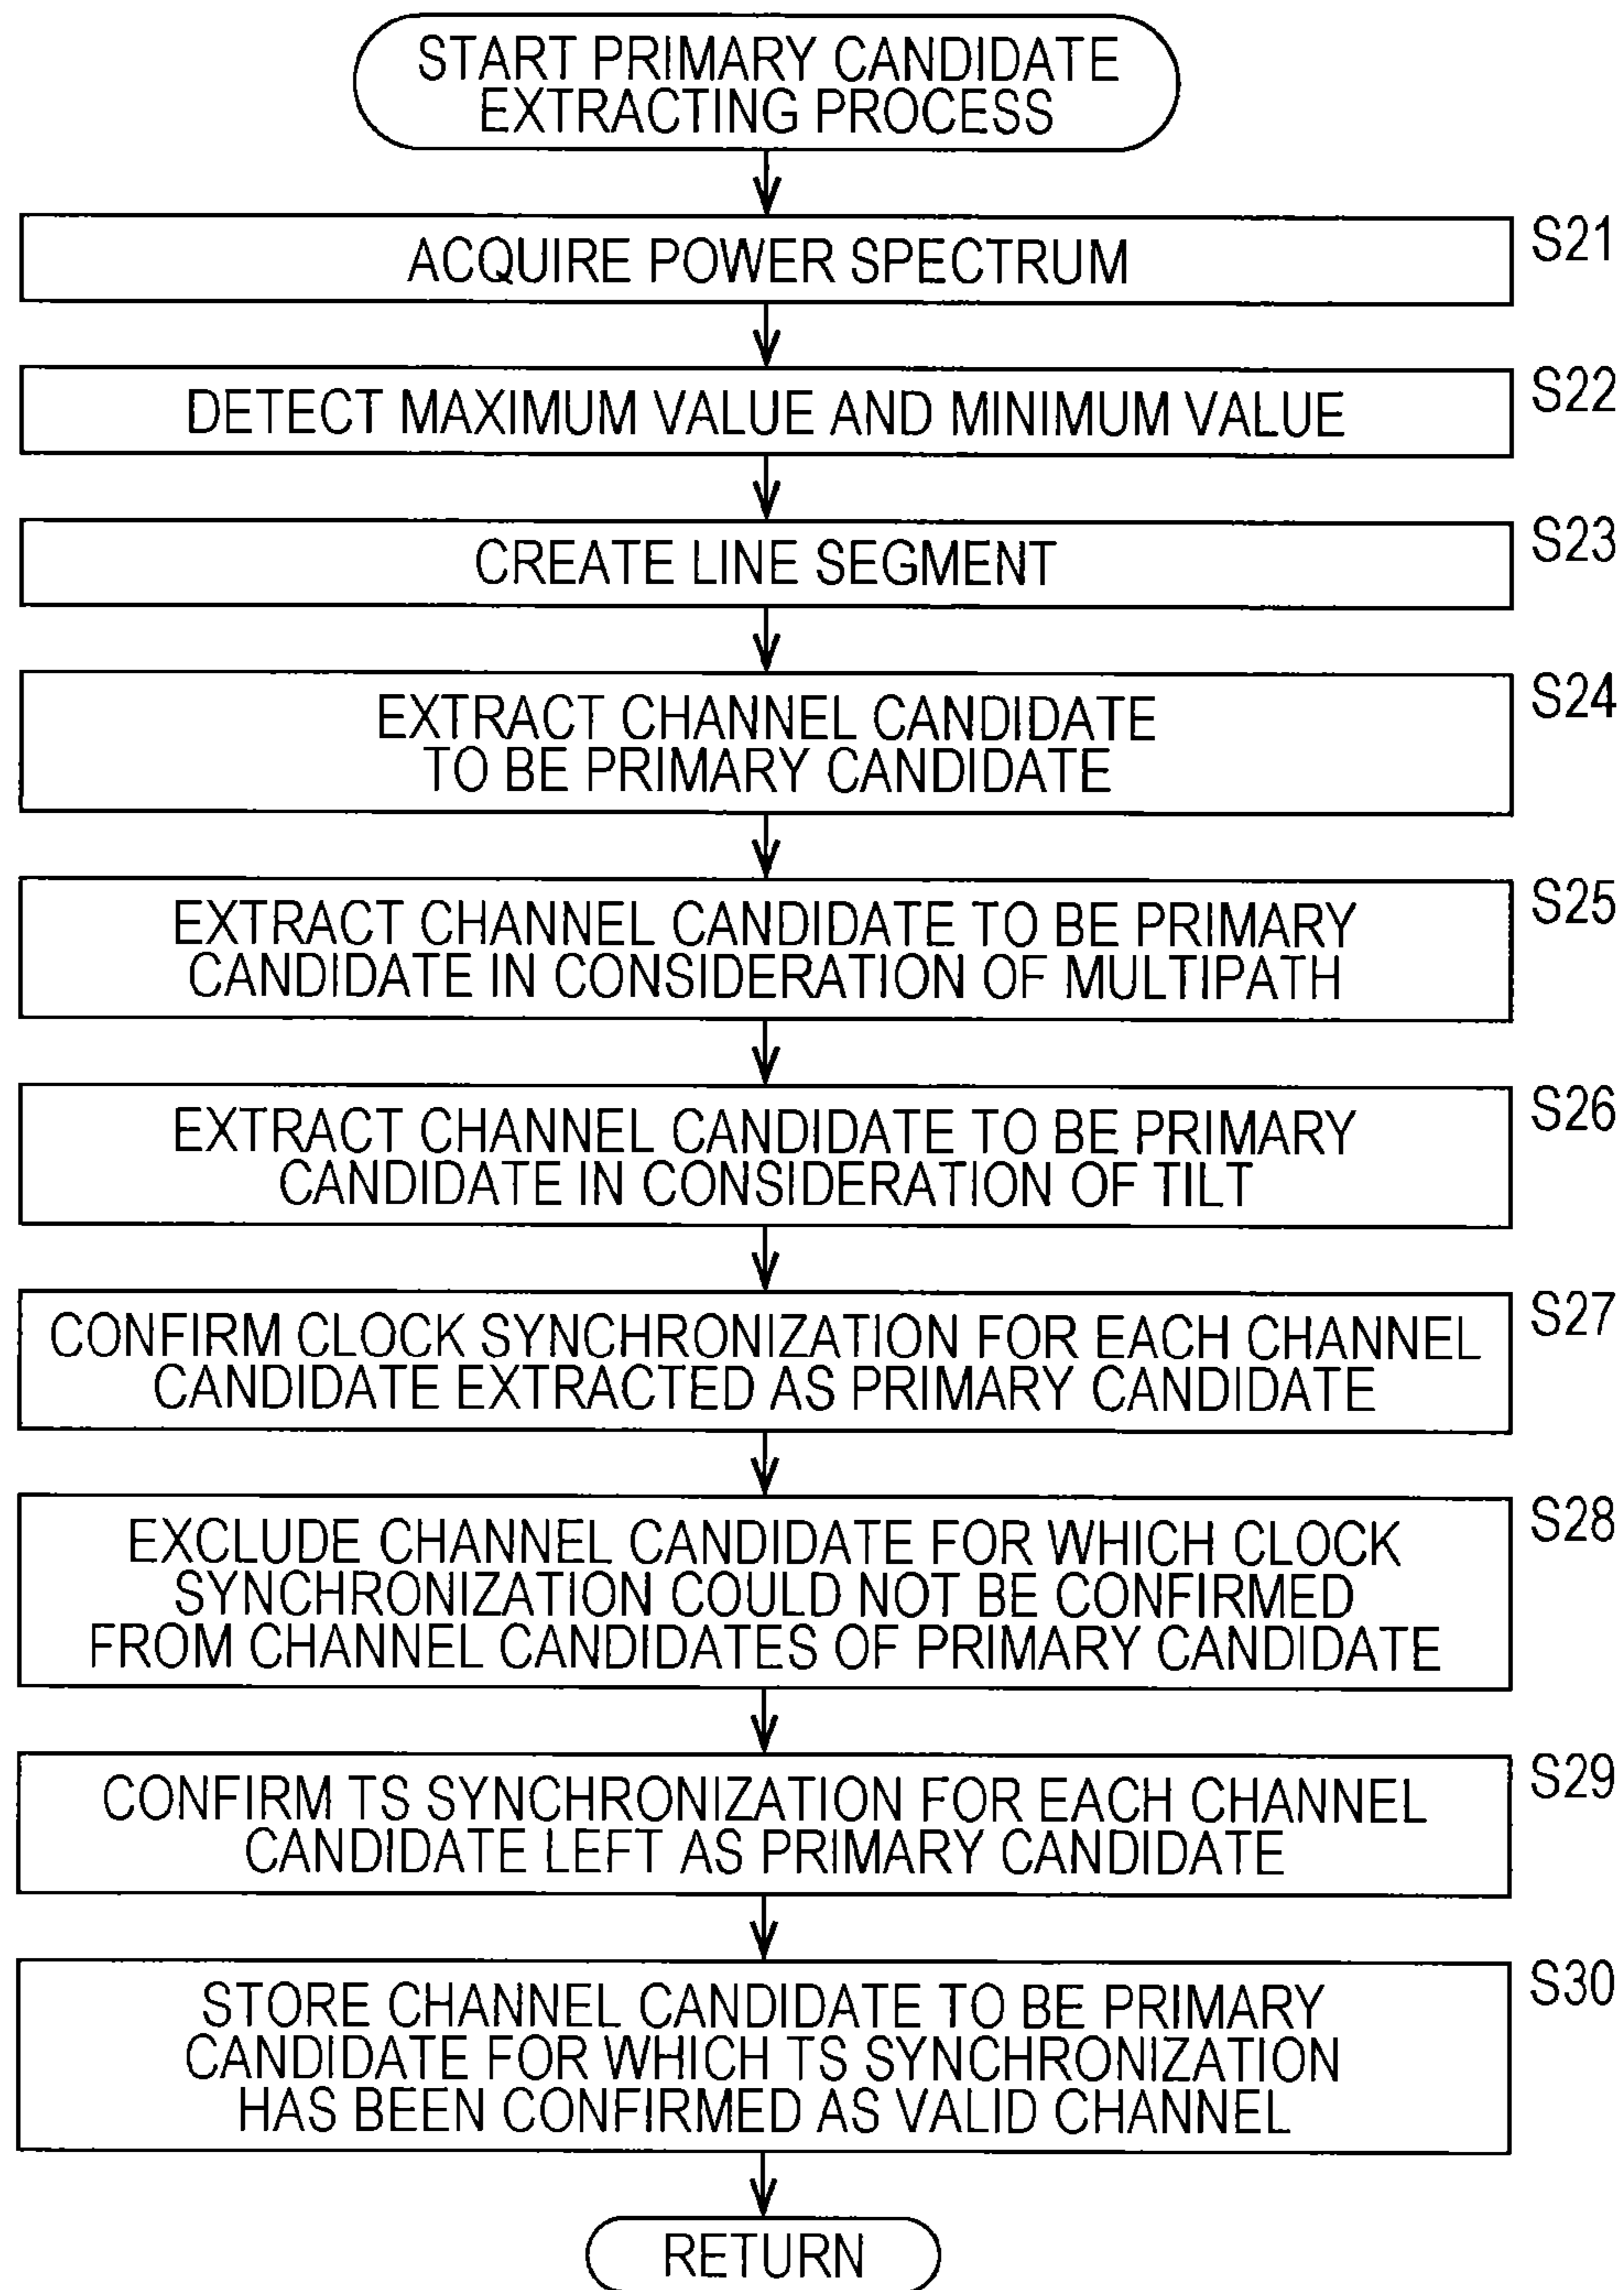 START PRIMARY CANDIDATE
EXTRACTING PROCESS
ACQUIRE POWER SPECTRUM
S21
DETECT MAXIMUM VALUE AND MINIMUM VALUE
S22
CREATE LINE SEGMENT
S23
EXTRACT CHANNEL CANDIDATE
TO BE PRIMARY CANDIDATE
S24
EXTRACT CHANNEL CANDIDATE TO BE PRIMARY
CANDIDATE IN CONSIDERATION OF MULTIPATH
S25
EXTRACT CHANNEL CANDIDATE TO BE PRIMARY
CANDIDATE IN CONSIDERATION OF TILT
S26
CONFIRM CLOCK SYNCHRONIZATION FOR EACH CHANNEL
CANDIDATE EXTRACTED AS PRIMARY CANDIDATE
S27
EXCLUDE CHANNEL CANDIDATE FOR WHICH CLOCK
SYNCHRONIZATION COULD NOT BE CONFIRMED
FROM CHANNEL CANDIDATES OF PRIMARY CANDIDATE
S28
CONFIRM TS SYNCHRONIZATION FOR EACH CHANNEL
CANDIDATE LEFT AS PRIMARY CANDIDATE
S29
STORE CHANNEL CANDIDATE TO BE PRIMARY
CANDIDATE FOR WHICH TS SYNCHRONIZATION
HAS BEEN CONFIRMED AS VALID CHANNEL
S30
RETURN